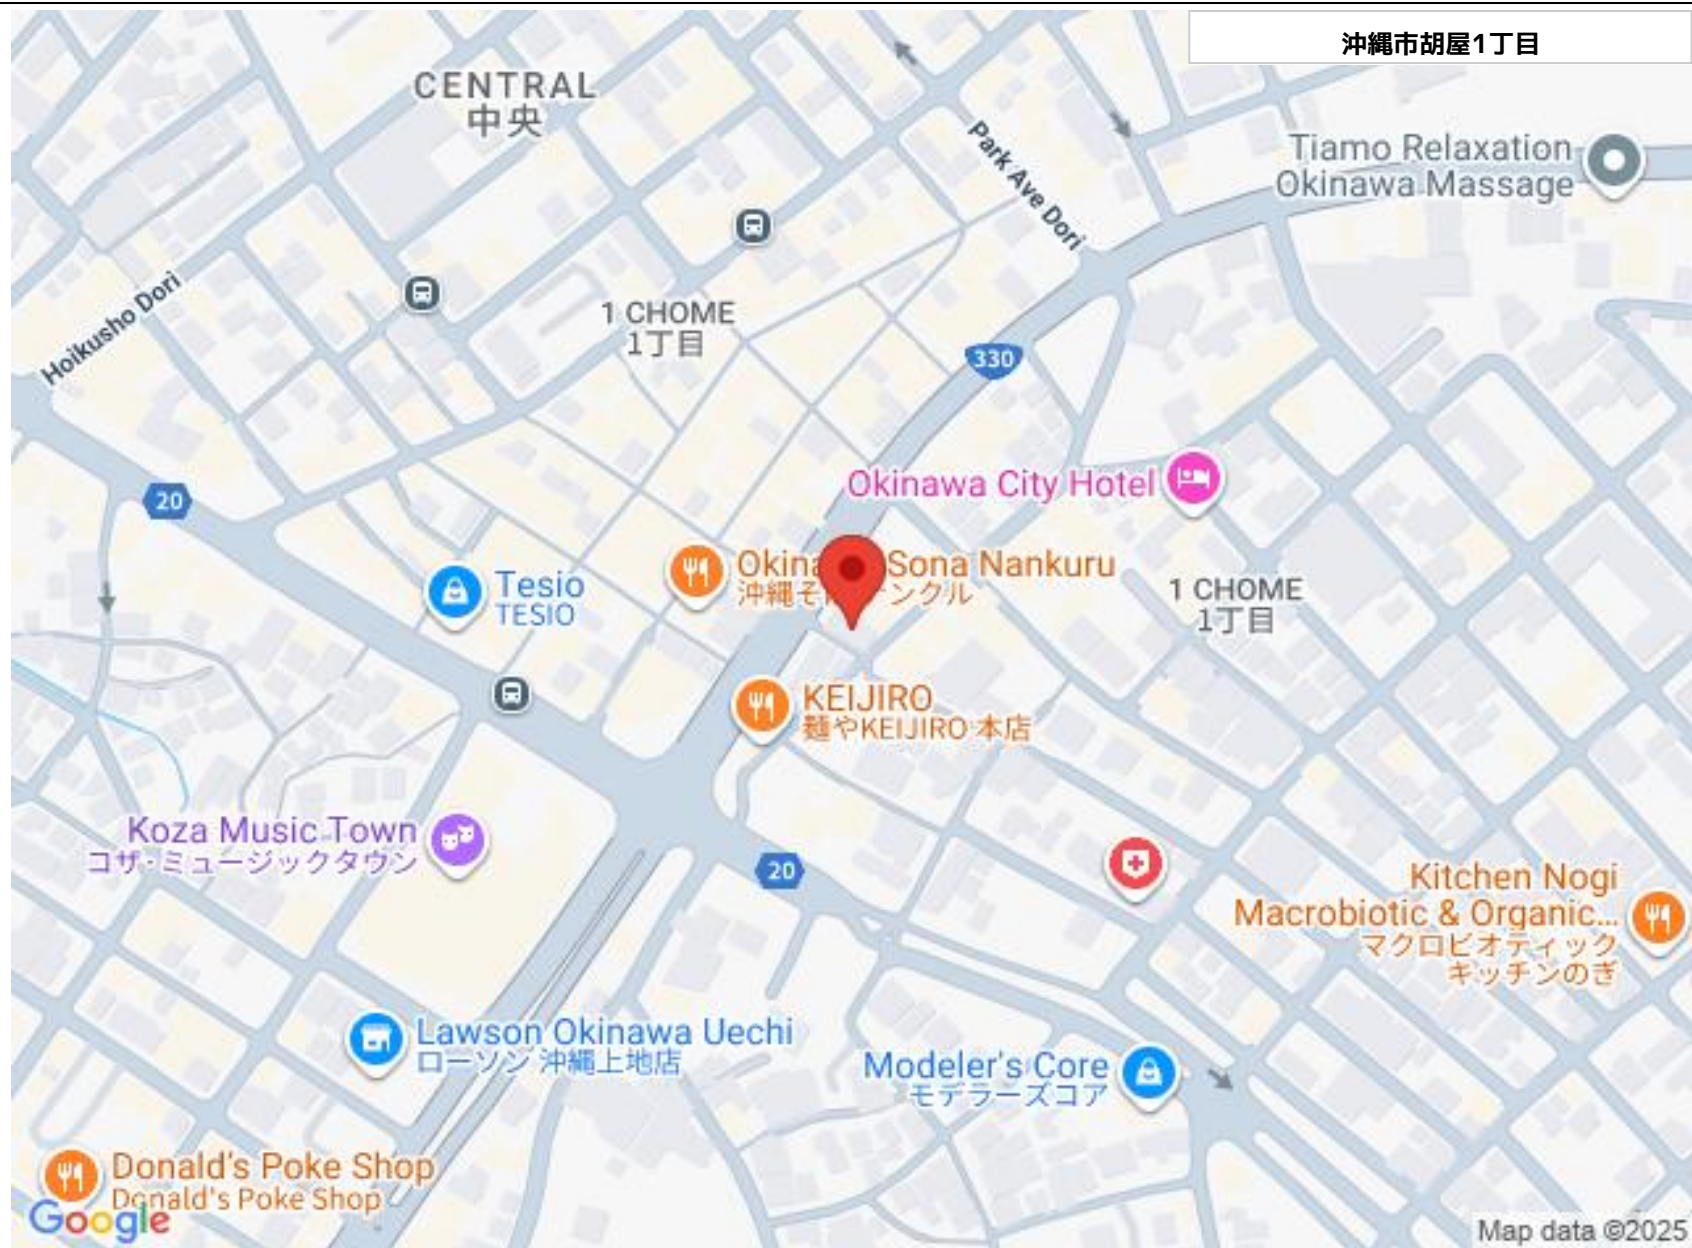 沖縄市胡屋1丁目
CENTRAL
中央
Park Ave Dori
Tiamo Relaxation
Okinawa Massage
Hoikusho Dori
1 CHOME
1丁目
330
Okinawa City Hotel
20
Tesio
TESIO
Sona Nankuru
1 CHOME
1丁目
KEIJIRO
麺やKEIJIRO 本店
Koza Music Town
コザ・ミュージックタウン
20
Kitchen Nogi
Macrobiotic & Organic...
マクロビオティック
キッチンのぎ
Lawson Okinawa Uechi
ローソン 沖縄上地店
Modeler's Core
モデラーズコア
Donald's Poke Shop
Donald's Poke Shop
Google
Map data ©2025